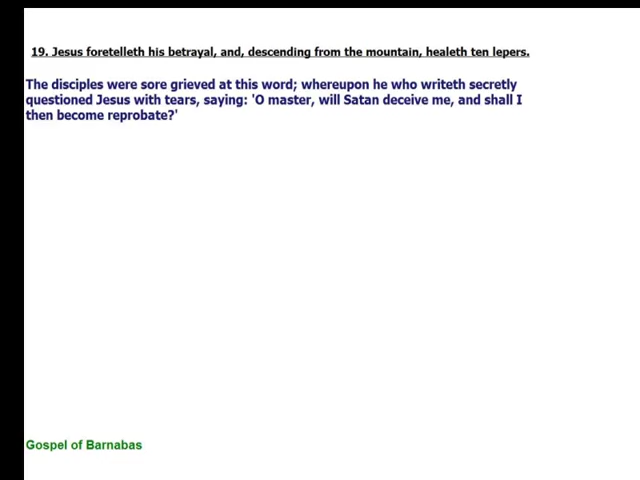 19. Jesus foretelleth his betrayal, and, descending from the mountain, healeth ten lepers.
The disciples were sore grieved at this word; whereupon he who writeth secretly
questioned Jesus with tears, saying: 'O master, will Satan deceive me, and shall I
then become reprobate?'
Gospel of Barnabas